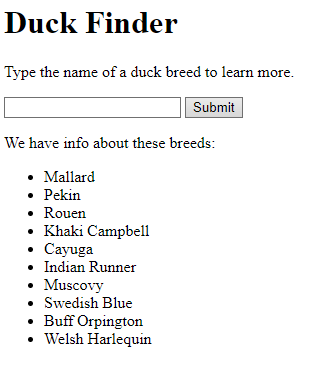 Duck Finder
Type the name of a duck breed to learn more.
Submit
We have info about these breeds:
Mallard
Pekin
Rouen
Khaki Campbell
Cayuga
Indian Runner
Muscovy
Swedish Blue
Buff Orpington
Welsh Harlequin